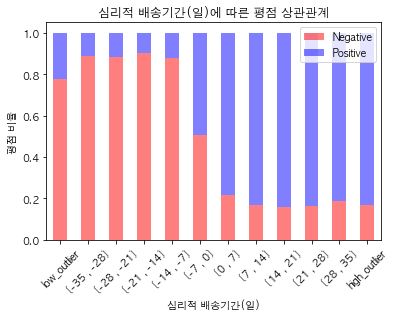 심리적 배송기간(일)에 따른 평점 상관관계
Negative
Positive
평점 비율
1.0
0.8
0.6
0.4
0.2
0.0
low_outlier
(-35 , -28)
(-28 , -21)
(-21 , -14)
(-14 , -7)
(-7 , 0)
(0 , 7)
(7 , 14)
(14 , 21)
(21 , 28)
(28 , 35)
hgh_outlier
심리적 배송기간(일)